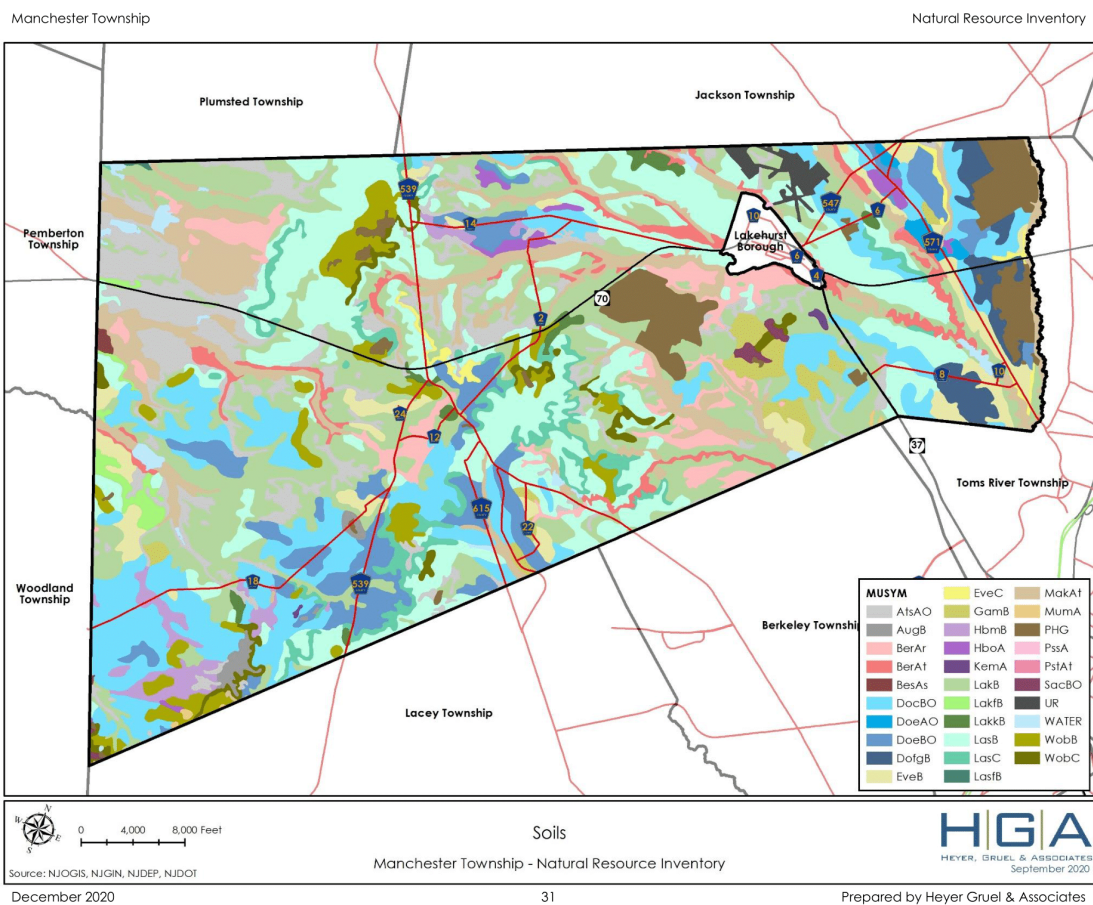 Manchester Township
Natural Resource Inventory
Plumsted Township
Jackson Township
539
14
10
547
6
Pemberton
Township
Lakehurst
Borough
571
6
4
70
2
8
10
24
12
37
Toms River Township
615
22
18
539
Woodland
Township
Berkeley Township
Lacey Township
MUSYM
AtsAO
AugB
BerAr
BerAt
BesAs
DocBO
DoeAO
DoeBO
DofgB
EveB
EveC
GamB
HbmB
HboA
KemA
LakB
LakfB
LakkB
LasB
LasC
LasfB
MakAt
MumA
PHG
PssA
PstAt
SacBO
UR
WATER
WobB
WobC
N
W
E
S
0 4,000 8,000 Feet
Source: NJOGIS, NJGIN, NJDEP, NJDOT
Soils
Manchester Township - Natural Resource Inventory
H|G|A
HEYER, GRUEL & ASSOCIATES
September 2020
December 2020
31
Prepared by Heyer Gruel & Associates